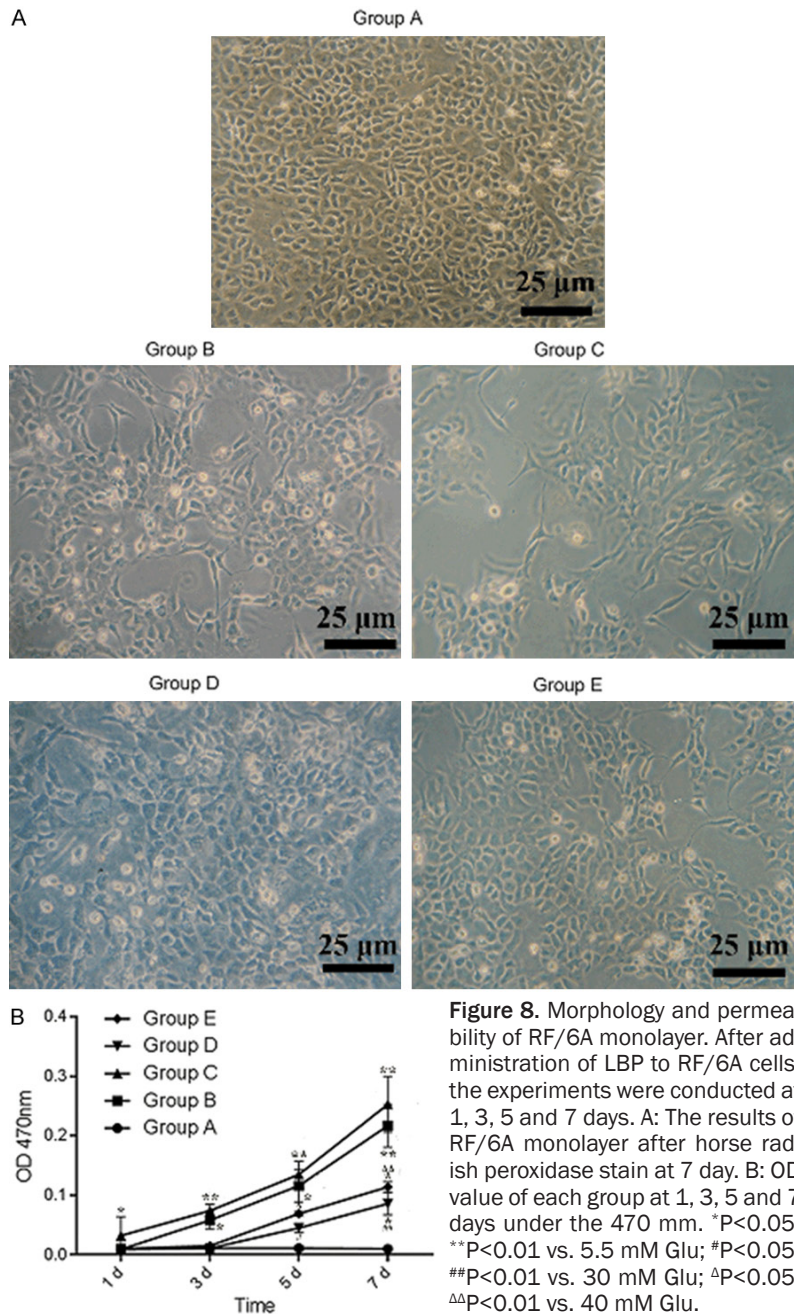 A
Group A
25 µm
Group B
Group C
25 µm
25 µm
Group D
Group E
25 µm
25 µm
B
OD 470nm
0.4
0.3
0.2
0.1
0.0
Group E
Group D
Group C
Group B
Group A
*
**
*
*
**
**
1 d
3 d
5 d
7 d
Time
Figure 8. Morphology and permea-
bility of RF/6A monolayer. After ad-
ministration of LBP to RF/6A cells,
the experiments were conducted at
1, 3, 5 and 7 days. A: The results o
RF/6A monolayer after horse rad-
ish peroxidase stain at 7 day. B: OD
value of each group at 1, 3, 5 and 7
days under the 470 mm. *P<0.05,
**P<0.01 vs. 5.5 mM Glu; #P<0.05,
##P<0.01 vs. 30 mM Glu; ΔP<0.05,
ΔΔP<0.01 vs. 40 mM Glu.